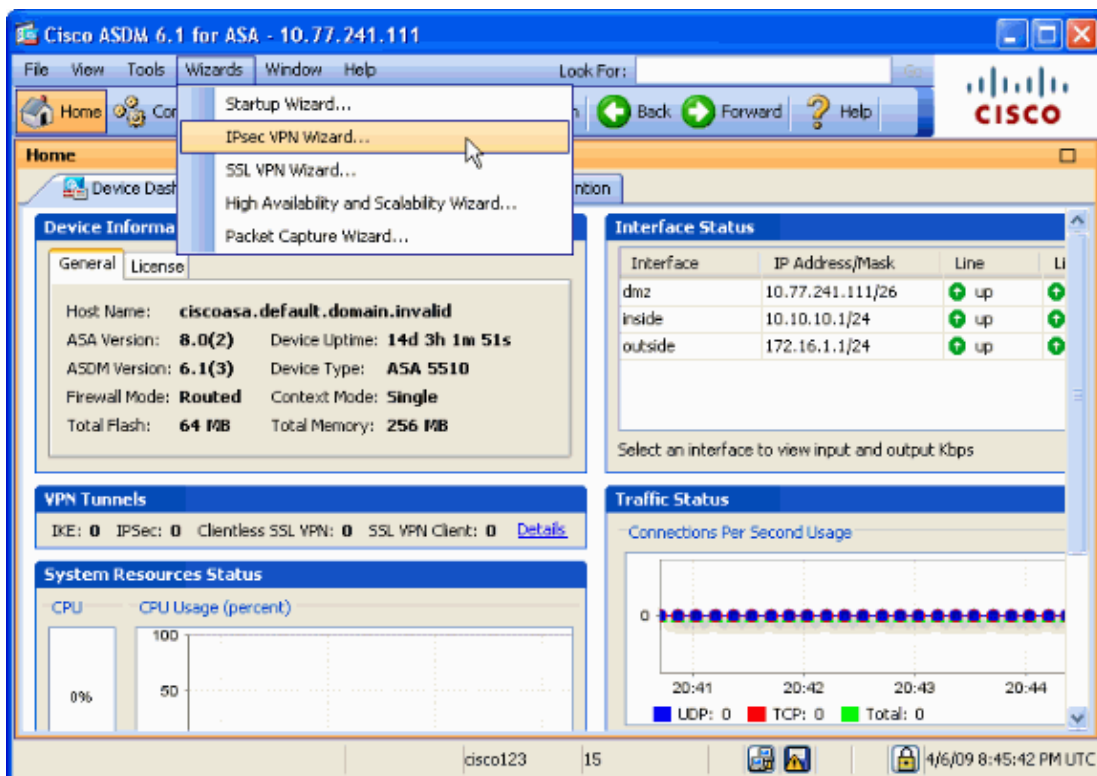 Cisco ASDM 6.1 for ASA - 10.77.241.111
File View Tools Wizards Window Help Look For: Go
Home Back Forward Help
CISCO
Startup Wizard...
IPsec VPN Wizard...
SSL VPN Wizard...
High Availability and Scalability Wizard...
Packet Capture Wizard...
Home
Device Dash
Device Informa
General License
Host Name: ciscoasa.default.domain.invalid
ASA Version: 8.0(2) Device Uptime: 14d 3h 1m 51s
ASDM Version: 6.1(3) Device Type: ASA 5510
Firewall Mode: Routed Context Mode: Single
Total Flash: 64 MB Total Memory: 256 MB
Interface Status
Interface IP Address/Mask Line Li
dmz 10.77.241.111/26 up
inside 10.10.10.1/24 up
outside 172.16.1.1/24 up
Select an interface to view input and output Kbps
VPN Tunnels
IKE: 0 IPSec: 0 Clientless SSL VPN: 0 SSL VPN Client: 0 Details
System Resources Status
CPU CPU Usage (percent)
100
50
0%
Traffic Status
Connections Per Second Usage
0
20:41 20:42 20:43 20:44
UDP: 0 TCP: 0 Total: 0
cisco123 15 4/6/09 8:45:42 PM UTC